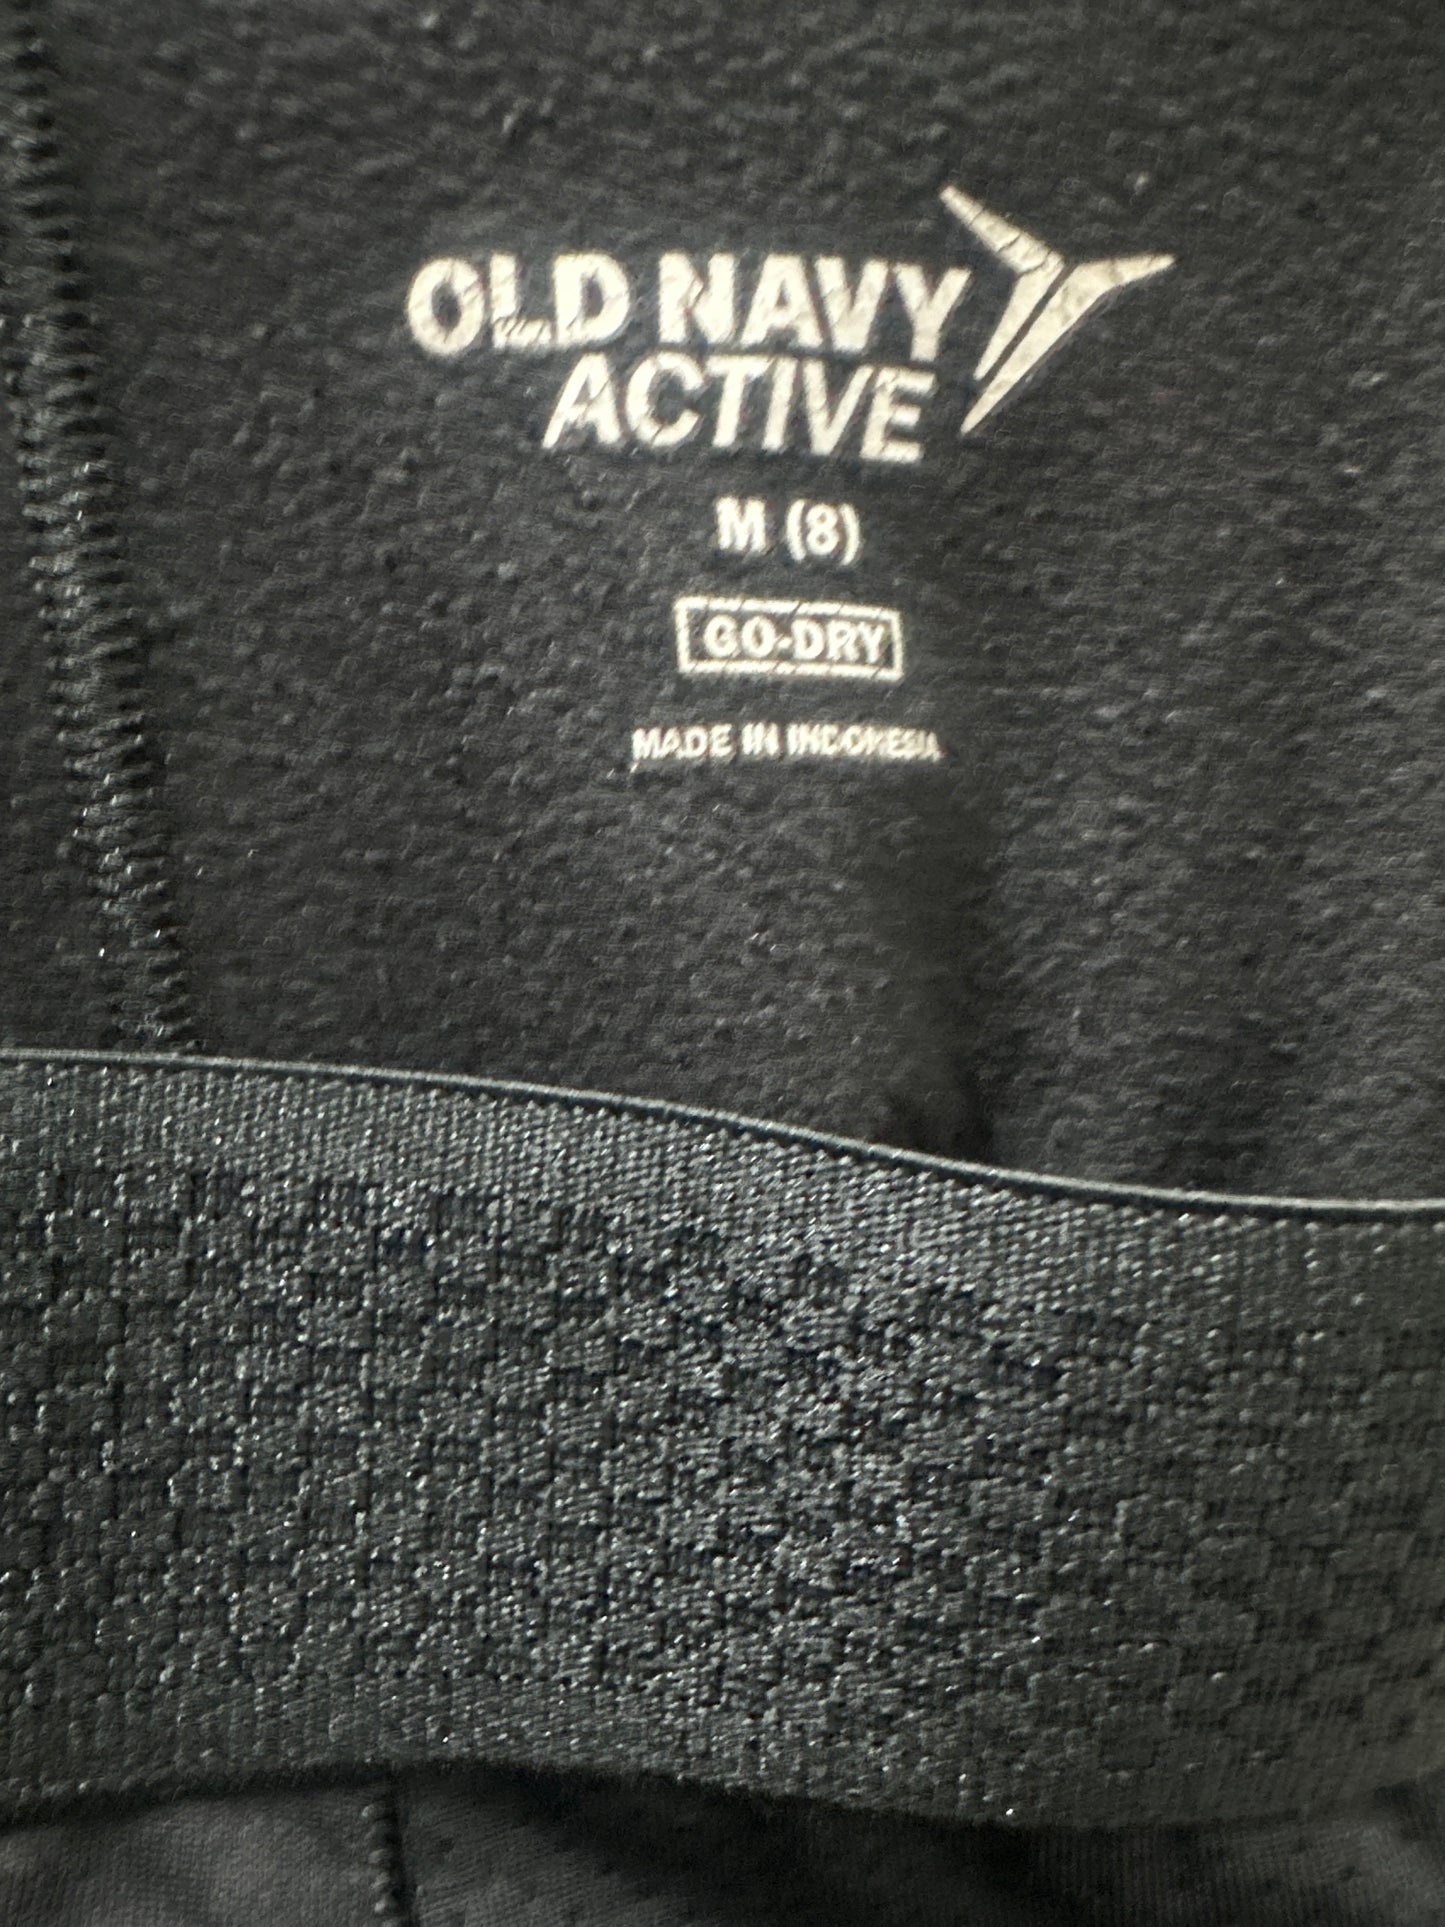 OLD NAVY
ACTIVE
M (8)
GO-DRY
MADE IN INDONESIA